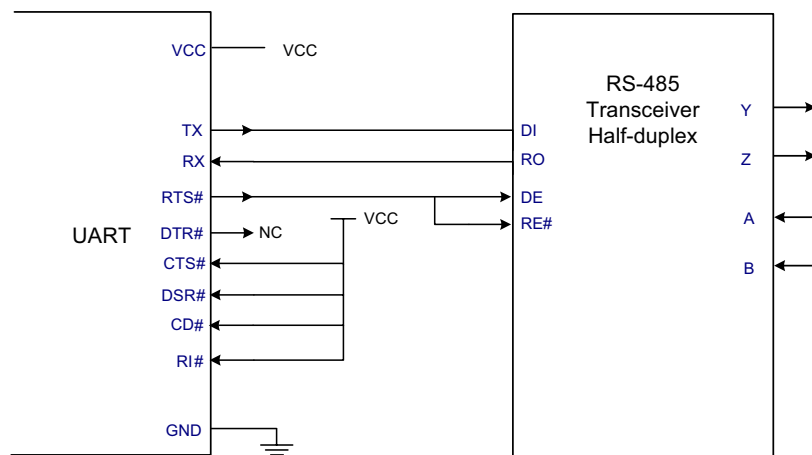 VCC
VCC
TX
RX
RTS#
DTR#
NC
VCC
UART
CTS#
DSR#
CD#
RI#
GND
RS-485
Transceiver
Half-duplex
DI
RO
DE
RE#
Y
Z
A
B